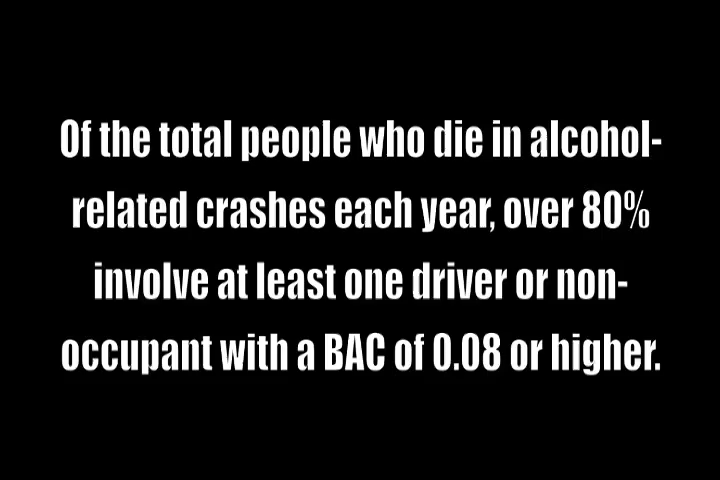 Of the total people who die in alcohol-
related crashes each year, over 80%
involve at least one driver or non-
occupant with a BAC of 0.08 or higher.